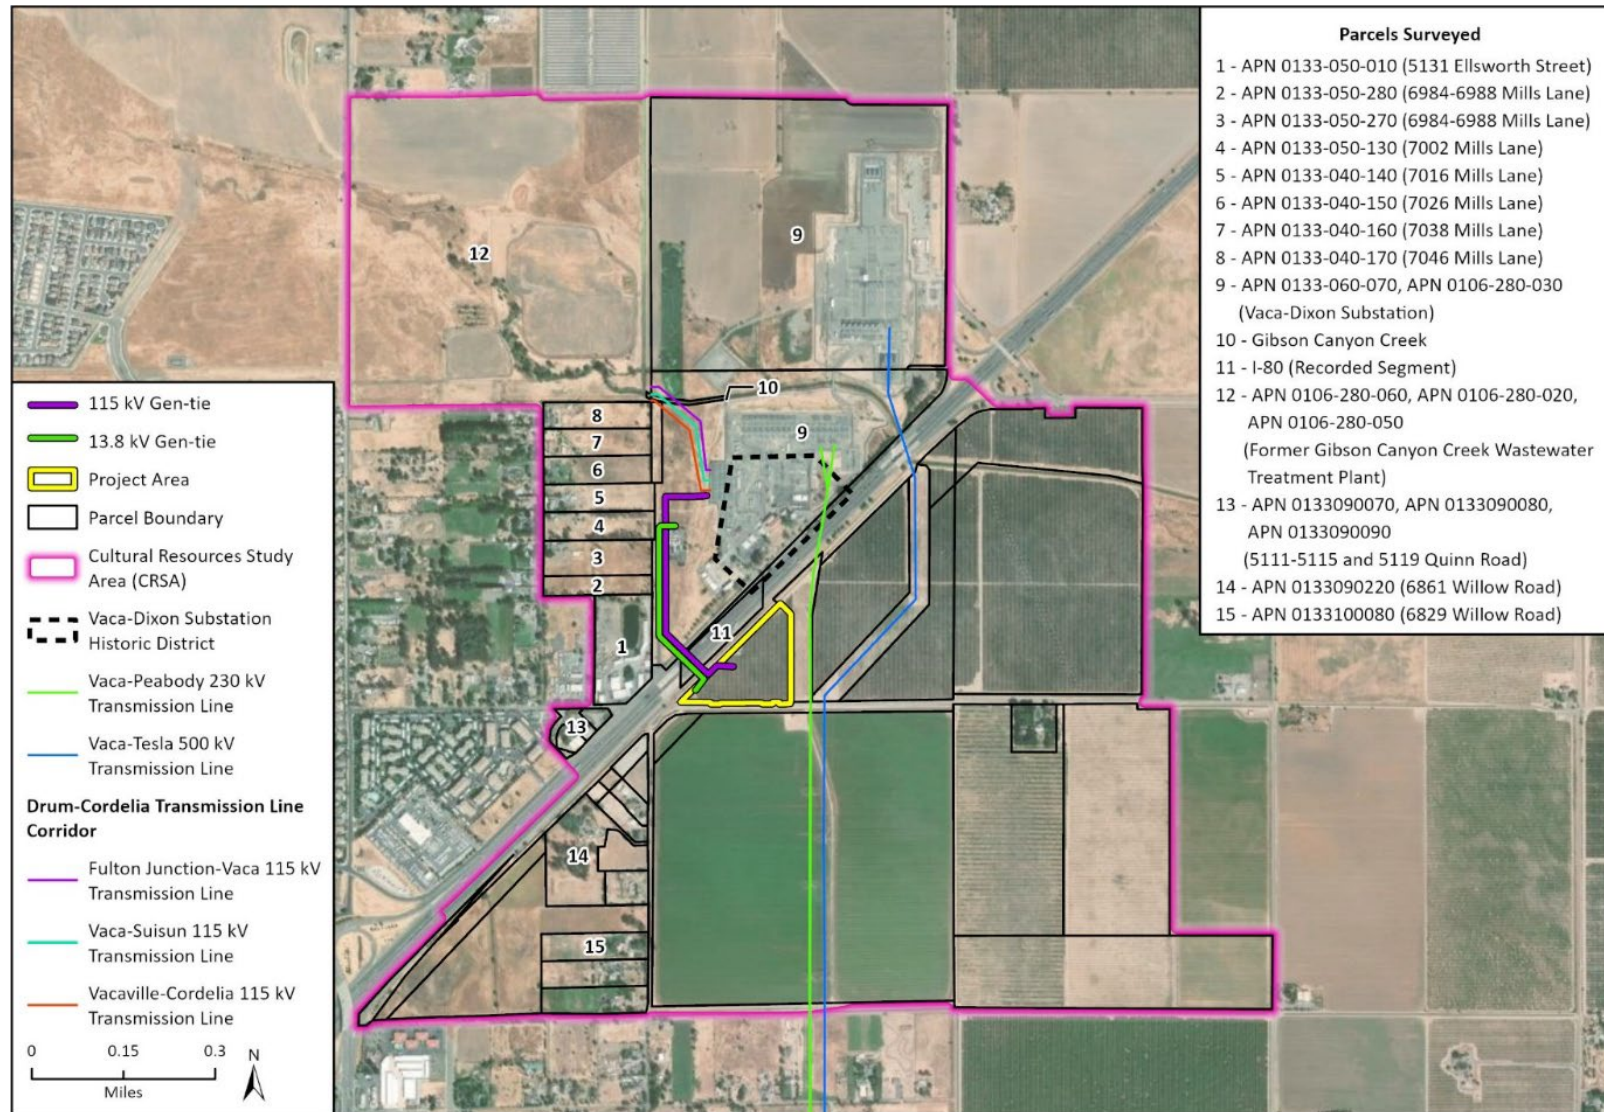 Parcels Surveyed
1 - APN 0133-050-010 (5131 Ellsworth Street)
2 - APN 0133-050-280 (6984-6988 Mills Lane)
3 - APN 0133-050-270 (6984-6988 Mills Lane)
4 - APN 0133-050-130 (7002 Mills Lane)
5 - APN 0133-040-140 (7016 Mills Lane)
6 - APN 0133-040-150 (7026 Mills Lane)
7 - APN 0133-040-160 (7038 Mills Lane)
8 - APN 0133-040-170 (7046 Mills Lane)
9 - APN 0133-060-070, APN 0106-280-030
(Vaca-Dixon Substation)
10 - Gibson Canyon Creek
11 - I-80 (Recorded Segment)
12 - APN 0106-280-060, APN 0106-280-020,
APN 0106-280-050
(Former Gibson Canyon Creek Wastewater
Treatment Plant)
13 - APN 0133090070, APN 0133090080,
APN 0133090090
(5111-5115 and 5119 Quinn Road)
14 - APN 0133090220 (6861 Willow Road)
15 - APN 0133100080 (6829 Willow Road)
9
12
10
8
9
7
6
5
4
3
2
11
1
13
14
15
115 kV Gen-tie
13.8 kV Gen-tie
Project Area
Parcel Boundary
Cultural Resources Study
Area (CRSA)
Vaca-Dixon Substation
Historic District
Vaca-Peabody 230 kV
Transmission Line
Vaca-Tesla 500 kV
Transmission Line
Drum-Cordelia Transmission Line
Corridor
Fulton Junction-Vaca 115 kV
Transmission Line
Vaca-Suisun 115 kV
Transmission Line
Vacaville-Cordelia 115 kV
Transmission Line
0 0.15 0.3
Miles
N